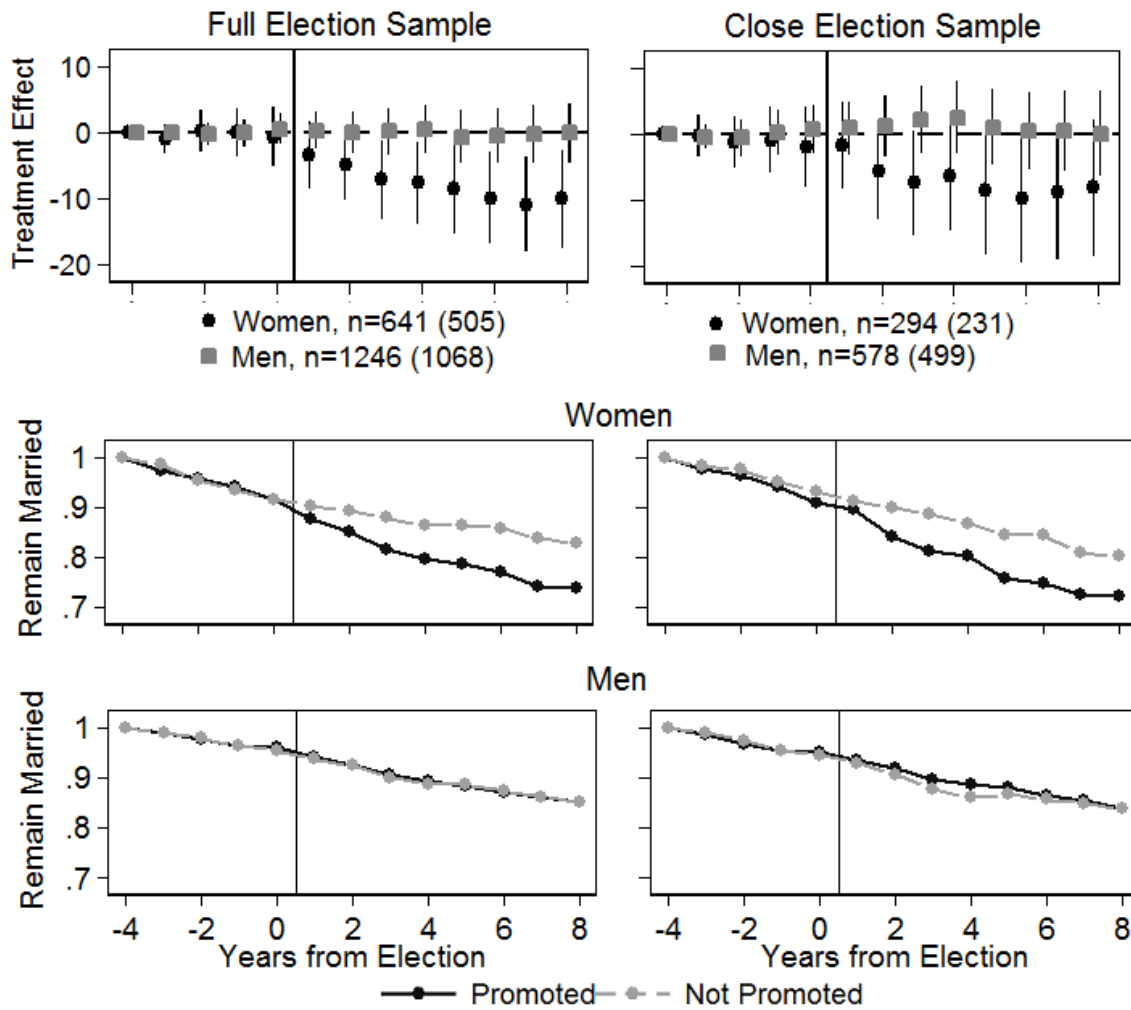 Full Election Sample
Close Election Sample
Treatment Effect
10
0
-10
-20
Women, n=641 (505)
Men, n=1246 (1068)
Women, n=294 (231)
Men, n=578 (499)
Women
Remain Married
1
.9
.8
.7
Men
Remain Married
1
.9
.8
.7
-4 -2 0 2 4 6 8
-4 -2 0 2 4 6 8
Years from Election
Years from Election
Promoted Not Promoted